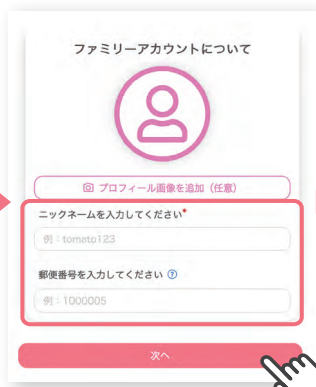 ファミリーアカウントについて
プロフィール画像を追加（任意）
ニックネームを入力してください*
例：tomato123
郵便番号を入力してください ?
例：1000005
次へ